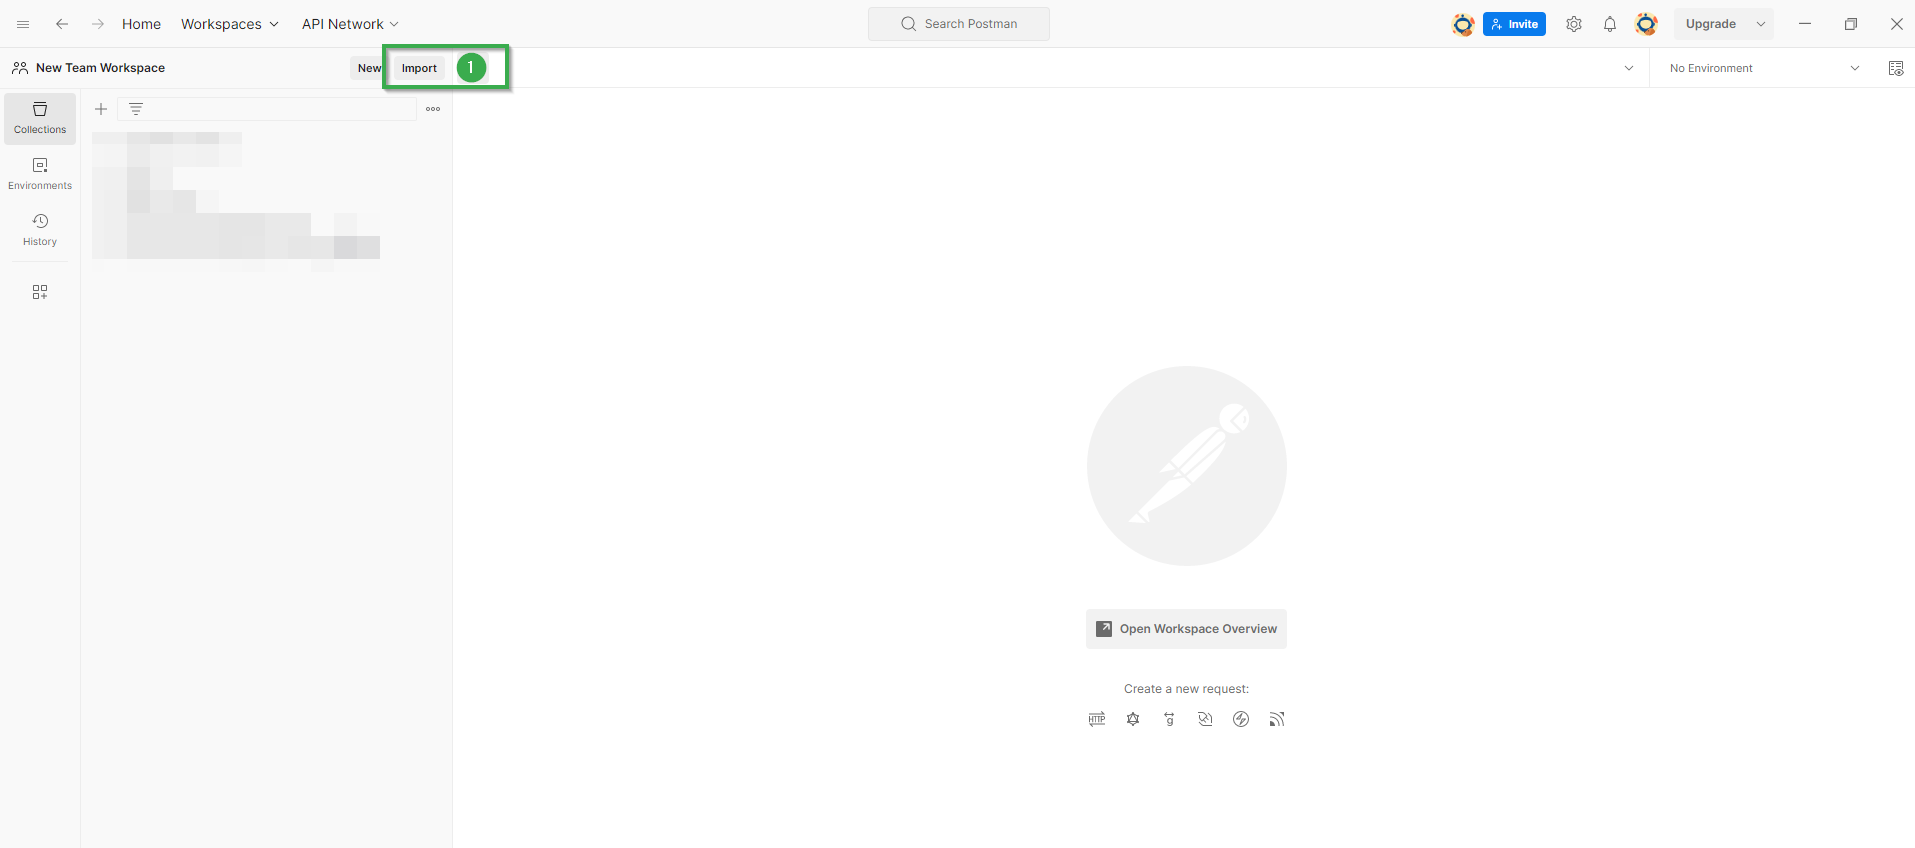 Home Workspaces API Network Search Postman Invite Upgrade
New Team Workspace New Import 1 No Environment
Collections
Environments
History
Open Workspace Overview
Create a new request:
HTTP g